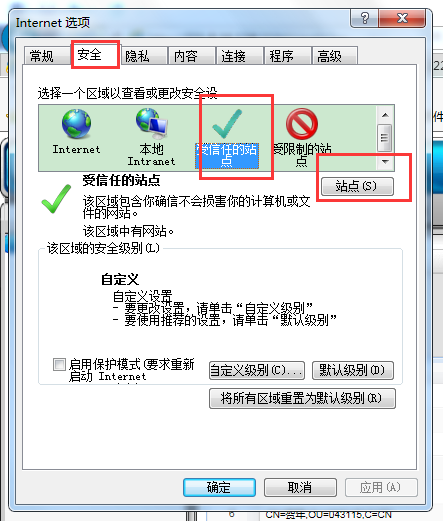 Internet 选项
常规 安全 隐私 内容 连接 程序 高级
选择一个区域以查看或更改安全设
Internet
本地
Intranet
受信任的站
点
受限制的站
点
受信任的站点
站点(S)
该区域包含你确信不会损害你的计算机或文
件的网站。
该区域中有网站。
该区域的安全级别(L)
自定义
自定义设置
- 要更改设置，请单击“自定义级别”
- 要使用推荐的设置，请单击“默认级别”
启用保护模式(要求重新
启动 Internet
自定义级别(C)... 默认级别(D)
将所有区域重置为默认级别(R)
确定 取消 应用(A)
6
,OU=043115,C=CN